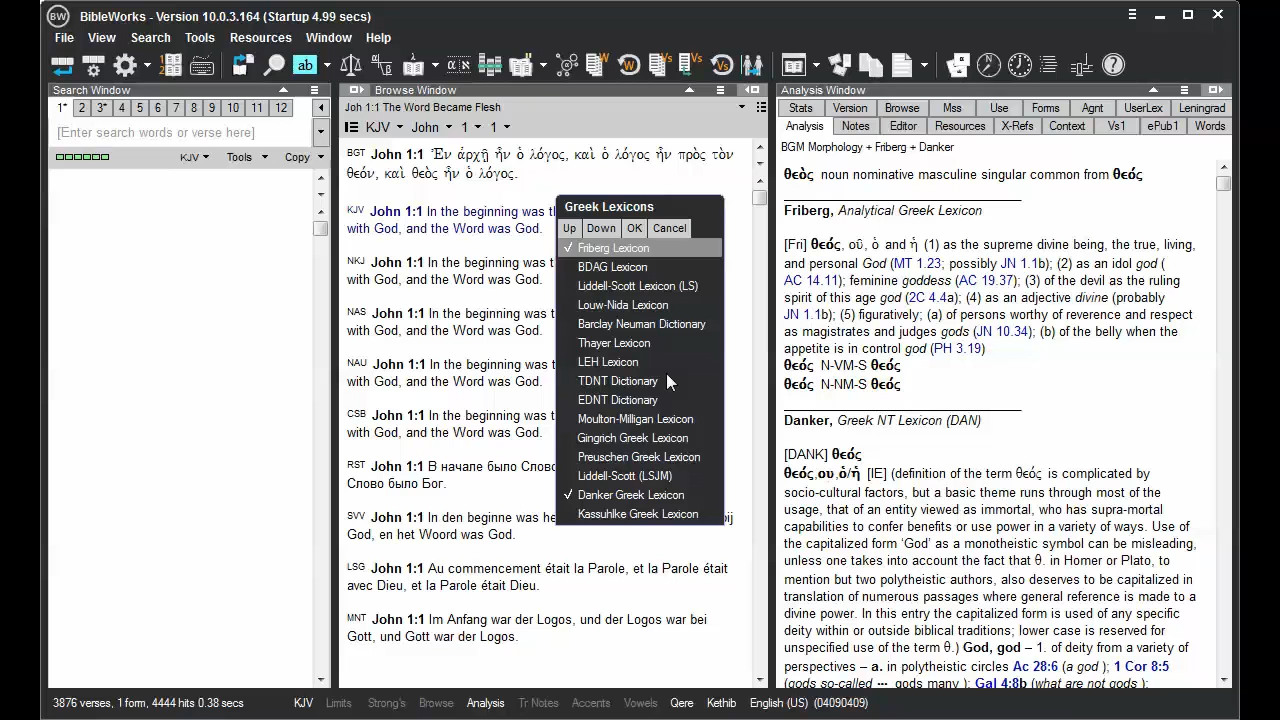 BW BibleWorks - Version 10.0.3.164 (Startup 4.99 secs)
File View Search Tools Resources Window Help
Search Window
1* 2 3* 4 5 6 7 8 9 10 11 12
[Enter search words or verse here]
KJV Tools Copy
Browse Window
Joh 1:1 The Word Became Flesh
KJV John 1 1
BGT John 1:1 Ἐν ἀρχῇ ἦν ὁ λόγος, καὶ ὁ λόγος ἦν πρὸς τὸν
θεόν, καὶ θεὸς ἦν ὁ λόγος.
KJV John 1:1 In the beginning was t
with God, and the Word was God.
NKJ John 1:1 In the beginning was t
with God, and the Word was God.
NAS John 1:1 In the beginning was t
with God, and the Word was God.
NAU John 1:1 In the beginning was t
with God, and the Word was God.
CSB John 1:1 In the beginning was t
with God, and the Word was God.
RST John 1:1 В начале было Слово
Слово было Бог.
SVV John 1:1 In den beginne was he
God, en het Woord was God.
LSG John 1:1 Au commencement était la Parole, et la Parole était
avec Dieu, et la Parole était Dieu.
MNT John 1:1 Im Anfang war der Logos, und der Logos war bei
Gott, und Gott war der Logos.
Greek Lexicons
Up Down OK Cancel
✓ Friberg Lexicon
BDAG Lexicon
Liddell-Scott Lexicon (LS)
Louw-Nida Lexicon
Barclay Neuman Dictionary
Thayer Lexicon
LEH Lexicon
TDNT Dictionary
EDNT Dictionary
Moulton-Milligan Lexicon
Gingrich Greek Lexicon
Preuschen Greek Lexicon
Liddell-Scott (LSJM)
✓ Danker Greek Lexicon
Kassuhlke Greek Lexicon
Analysis Window
Stats Version Browse Mss Use Forms Agnt UserLex Leningrad
Analysis Notes Editor Resources X-Refs Context Vs1 ePub1 Words
BGM Morphology + Friberg + Danker
θεὸς noun nominative masculine singular common from θεός
Friberg, Analytical Greek Lexicon
[Fri] θεός, οῦ, ὁ and ἡ (1) as the supreme divine being, the true, living,
and personal God (MT 1.23; possibly JN 1.1b); (2) as an idol god (
AC 14.11); feminine goddess (AC 19.37); (3) of the devil as the ruling
spirit of this age god (2C 4.4a); (4) as an adjective divine (probably
JN 1.1b); (5) figuratively; (a) of persons worthy of reverence and respect
as magistrates and judges gods (JN 10.34); (b) of the belly when the
appetite is in control god (PH 3.19)
θεός N-VM-S θεός
θεός N-NM-S θεός
Danker, Greek NT Lexicon (DAN)
[DANK] θεός
θεός,ου,ὁ/ἡ [IE] (definition of the term θεός is complicated by
socio-cultural factors, but a basic theme runs through most of the
usage, that of an entity viewed as immortal, who has supra-mortal
capabilities to confer benefits or use power in a variety of ways. Use of
the capitalized form 'God' as a monotheistic symbol can be misleading,
unless one takes into account the fact that θ. in Homer or Plato, to
mention but two polytheistic authors, also deserves to be capitalized in
translation of numerous passages where general reference is made to a
divine power. In this entry the capitalized form is used of any specific
deity within or outside biblical traditions; lower case is reserved for
unspecified use of the term θ.) God, god – 1. of deity from a variety of
perspectives – a. in polytheistic circles Ac 28:6 (a god ); 1 Cor 8:5
(gods so-called ··· gods many ); Gal 4:8b (what are not gods );
3876 verses, 1 form, 4444 hits 0.38 secs KJV Limits Strong's Browse Analysis Tr Notes Accents Vowels Qere Kethib English (US) (04090409)